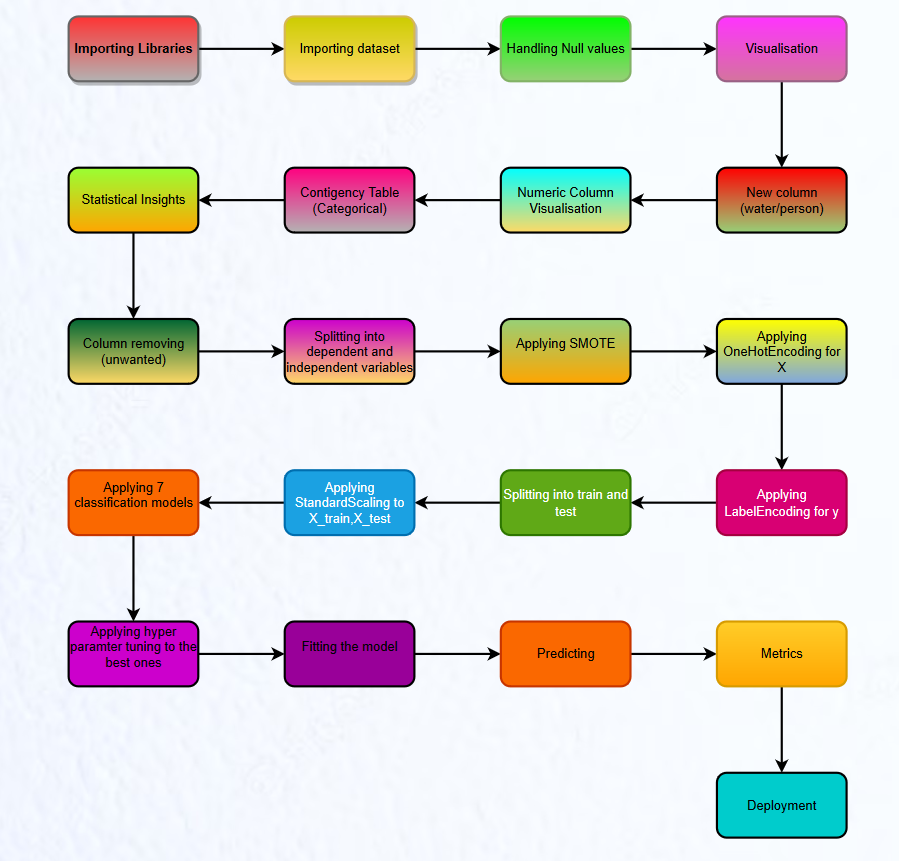 Importing Libraries
Importing dataset
Handling Null values
Visualisation
New column
(water/person)
Numeric Column
Visualisation
Contigency Table
(Categorical)
Statistical Insights
Column removing
(unwanted)
Splitting into
dependent and
independent variables
Applying SMOTE
Applying
OneHotEncoding for
X
Applying
LabelEncoding for y
Splitting into train and
test
Applying
StandardScaling to
X_train,X_test
Applying 7
classification models
Applying hyper
paramter tuning to the
best ones
Fitting the model
Predicting
Metrics
Deployment